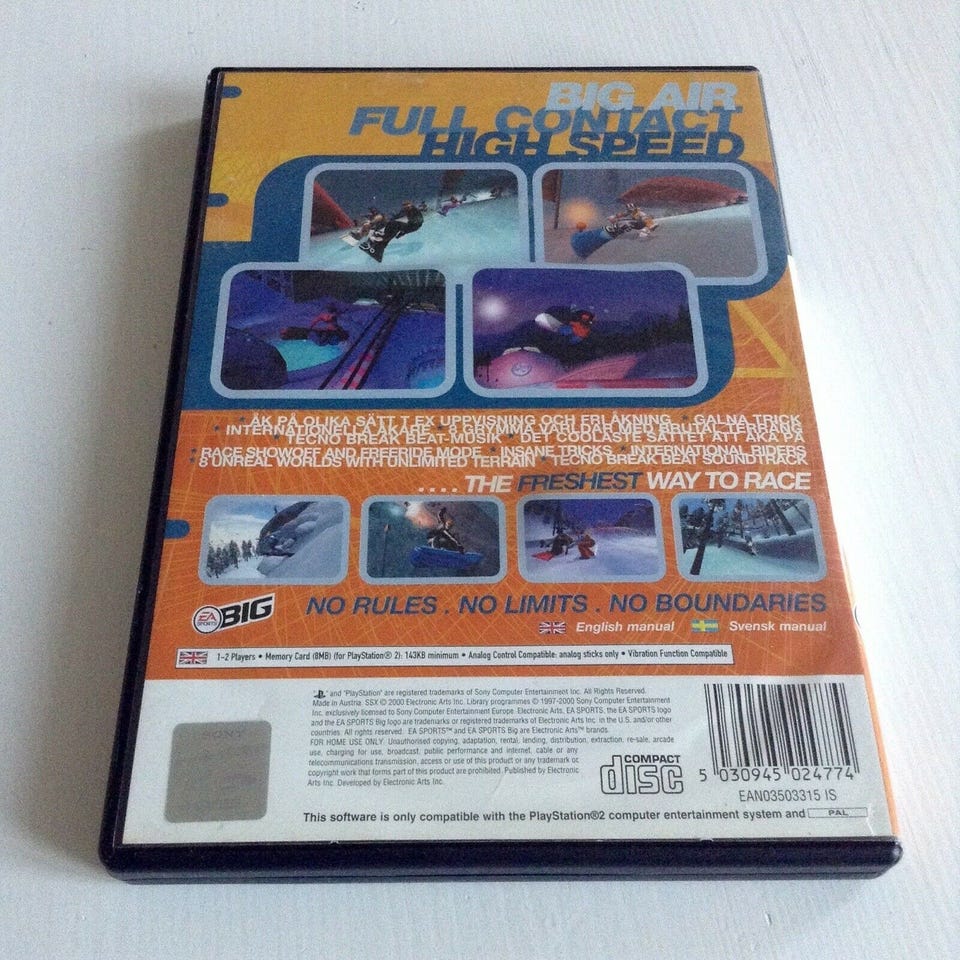 BIG AIR
FULL CONTACT
HIGH SPEED
• ÅK PÅ OLIKA SÄTT T EX UPPVISNING OCH FRI ÅKNING • GALNA TRICK
INTERNATIONELLA ÅKARE • 8 GRYMMA VÄRLDAR MED BRUTAL TERRÄNG
• TECNO BREAK BEAT-MUSIK • DET COOLASTE SÄTTET ATT ÅKA PÅ
• RACE SHOWOFF AND FREERIDE MODE • INSANE TRICKS • INTERNATIONAL RIDERS
• 8 UNREAL WORLDS WITH UNLIMITED TERRAIN • TECNO BREAK BEAT SOUNDTRACK
.... THE FRESHEST WAY TO RACE
EA SPORTS BIG
NO RULES . NO LIMITS . NO BOUNDARIES
English manual Svensk manual
1-2 Players • Memory Card (8MB) (for PlayStation® 2): 143KB minimum • Analog Control Compatible: analog sticks only • Vibration Function Compatible
" and "PlayStation" are registered trademarks of Sony Computer Entertainment Inc. All Rights Reserved.
Made in Austria. SSX © 2000 Electronic Arts Inc. Library programmes © 1997-2000 Sony Computer Entertainment
Inc. exclusively licensed to Sony Computer Entertainment Europe. Electronic Arts, EA SPORTS, the EA SPORTS logo
and the EA SPORTS Big logo are trademarks or registered trademarks of Electronic Arts Inc. in the U.S. and/or other
countries. All rights reserved. EA SPORTS™ and EA SPORTS Big are Electronic Arts™ brands.
FOR HOME USE ONLY. Unauthorised copying, adaptation, rental, lending, distribution, extraction, re-sale, arcade
use, charging for use, broadcast, public performance and internet, cable or any
telecommunications transmission, access or use of this product or any trademark or
copyright work that forms part of this product are prohibited. Published by Electronic
Arts Inc. Developed by Electronic Arts Inc.
SONY
COMPACT
disc
5 030945 024774
EAN03503315 IS
This software is only compatible with the PlayStation®2 computer entertainment system and PAL